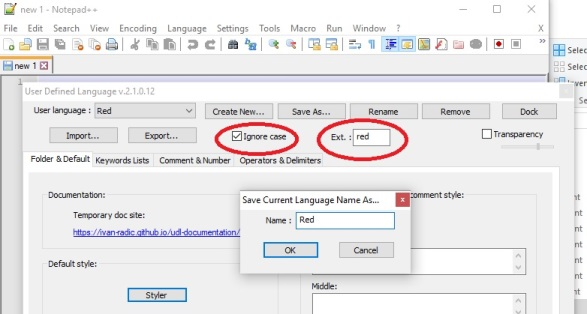 new 1 - Notepad++
File Edit Search View Encoding Language Settings Tools Macro Run Window ? X
new 1
1
User Defined Language v.2.1.0.12
User language : Red Create New... Save As... Rename Remove Dock
Import... Export... Ignore case Ext. : red Transparency
Folder & Default Keywords Lists Comment & Number Operators & Delimiters
Documentation: comment style:
Temporary doc site:
https://ivan-radic.github.io/udl-documentation/
Save Current Language Name As... x
Name : Red
OK Cancel
Default style:
Styler
Middle:
Selec
Selec